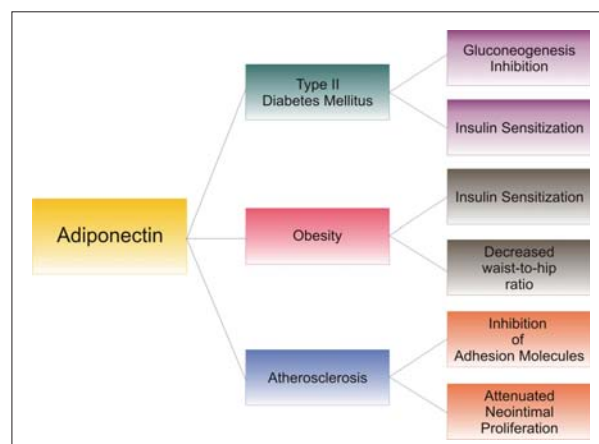 Adiponectin
Type II
Diabetes Mellitus
Gluconeogenesis
Inhibition
Insulin Sensitization
Obesity
Insulin Sensitization
Decreased
waist-to-hip
ratio
Atherosclerosis
Inhibition
of
Adhesion Molecules
Attenuated
Neointimal
Proliferation